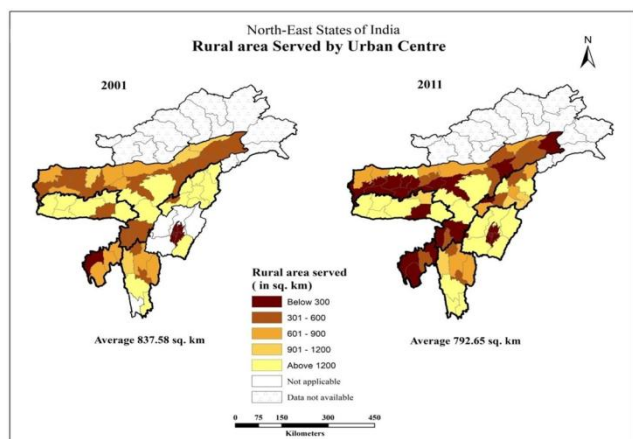 North-East States of India
Rural area Served by Urban Centre
N
2001
2011
Rural area served
( in sq. km)
Below 300
301 - 600
601 - 900
901 - 1200
Above 1200
Not applicable
Data not available
Average 837.58 sq. km
Average 792.65 sq. km
0 75 150 300 450
Kilometers